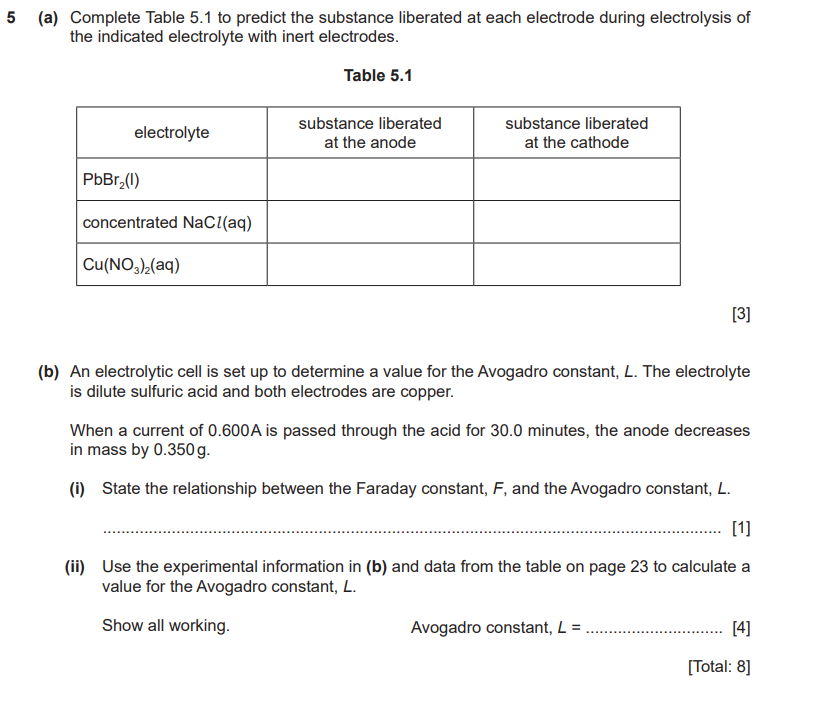 5 (a) Complete Table 5.1 to predict the substance liberated at each electrode during electrolysis of
the indicated electrolyte with inert electrodes.
Table 5.1
electrolyte
substance liberated
at the anode
substance liberated
at the cathode
PbBr₂(l)
concentrated NaCl(aq)
Cu(NO₃)₂(aq)
[3]
(b) An electrolytic cell is set up to determine a value for the Avogadro constant, L. The electrolyte
is dilute sulfuric acid and both electrodes are copper.
When a current of 0.600A is passed through the acid for 30.0 minutes, the anode decreases
in mass by 0.350g.
(i) State the relationship between the Faraday constant, F, and the Avogadro constant, L.
.............................................................................................................................. [1]
(ii) Use the experimental information in (b) and data from the table on page 23 to calculate a
value for the Avogadro constant, L.
Show all working. Avogadro constant, L = .............................. [4]
[Total: 8]